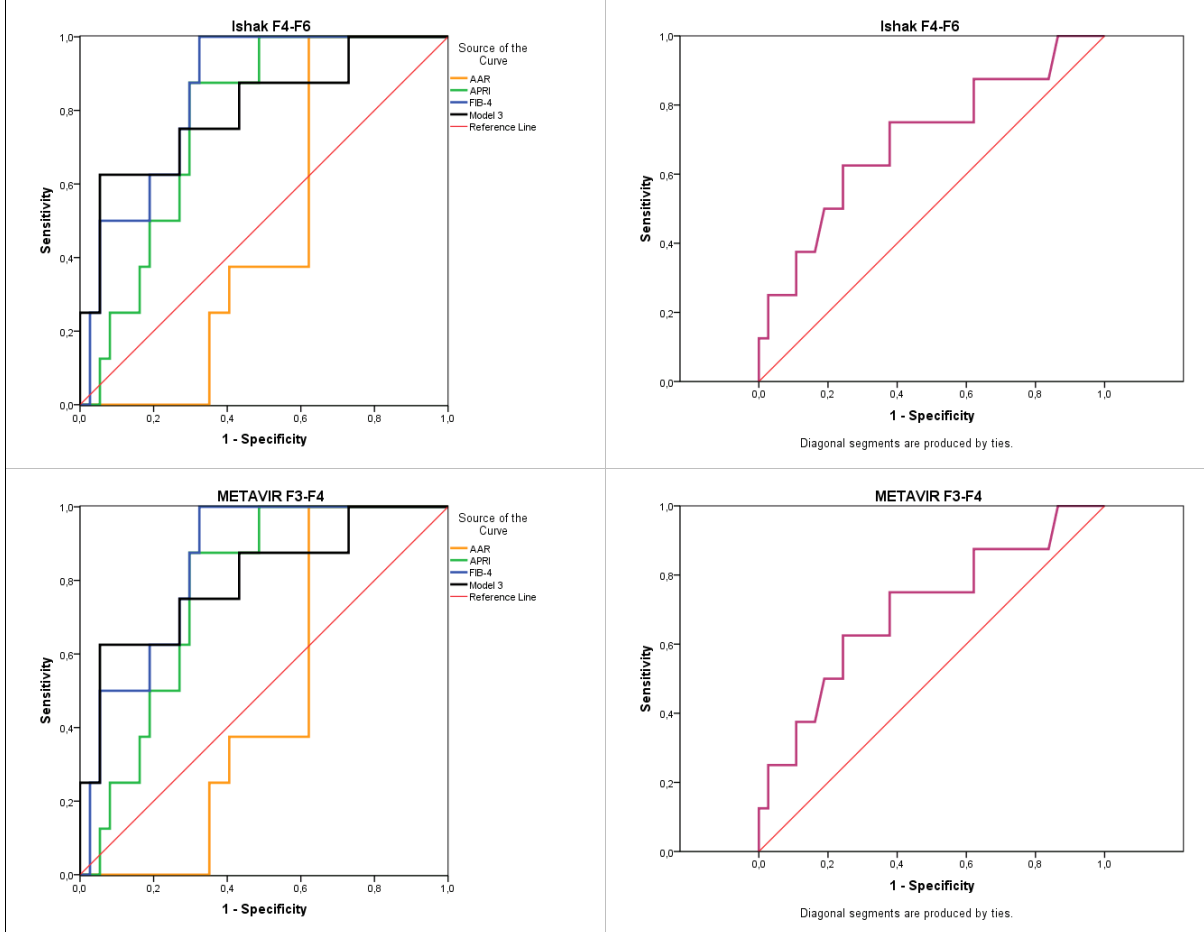 Ishak F4-F6
Source of the
Curve
AAR
APRI
FIB-4
Model 3
Reference Line
1,0
0,8
0,6
0,4
0,2
0,0
Sensitivity
0,0 0,2 0,4 0,6 0,8 1,0
1 - Specificity
Ishak F4-F6
1,0
0,8
0,6
0,4
0,2
0,0
Sensitivity
0,0 0,2 0,4 0,6 0,8 1,0
1 - Specificity
Diagonal segments are produced by ties.
METAVIR F3-F4
Source of the
Curve
AAR
APRI
FIB-4
Model 3
Reference Line
1,0
0,8
0,6
0,4
0,2
0,0
Sensitivity
0,0 0,2 0,4 0,6 0,8 1,0
1 - Specificity
METAVIR F3-F4
1,0
0,8
0,6
0,4
0,2
0,0
Sensitivity
0,0 0,2 0,4 0,6 0,8 1,0
1 - Specificity
Diagonal segments are produced by ties.